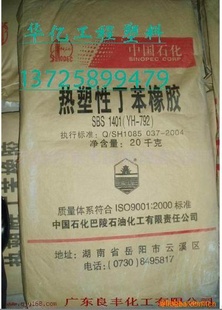 华亿工程塑料
13725899479
中国石化
SINOPEC CORP
热塑性丁苯橡胶
SBS 1401(YH-792)
执行标准: Q/SH1085 037-2004
净含量: 20千克
质量体系符合ISO9001:2000标准
中国石化巴陵石油化工有限责任公司
地址: 湖南省岳阳市云溪区
电话: (0730)8495817
广东良丰化工有限公司